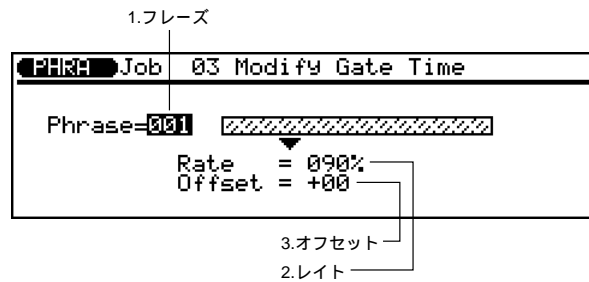 1.フレーズ
PHRA Job 03 Modify Gate Time
Phrase=001
Rate = 090%
Offset = +00
3.オフセット
2.レイト